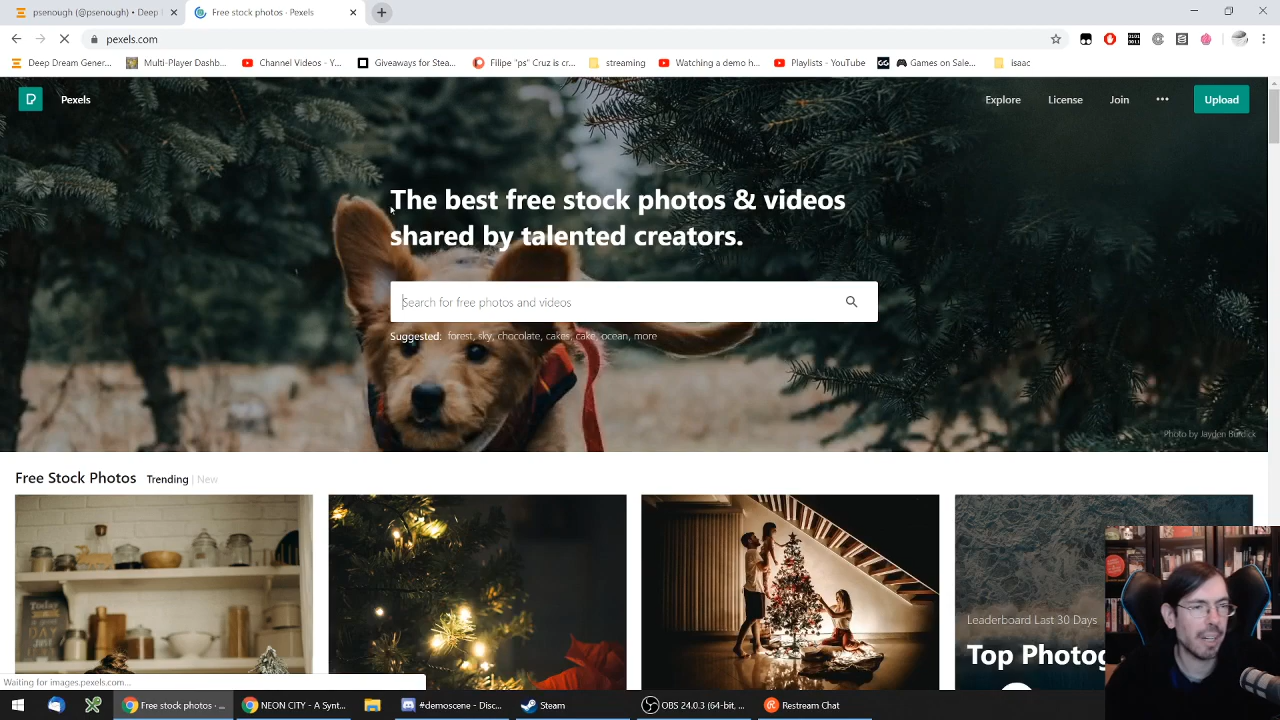 psenough (@psenough) • Deep
Free stock photos · Pexels
pexels.com
Deep Dream Gener...
Multi-Player Dashb...
Channel Videos - Y...
Giveaways for Stea...
Filipe "ps" Cruz is cr...
streaming
Watching a demo h...
Playlists - YouTube
GG
Games on Sale...
isaac
Pexels
Explore
License
Join
Upload
The best free stock photos & videos
shared by talented creators.
Search for free photos and videos
Suggested: forest, sky, chocolate, cakes, cake, ocean, more
Photo by Jayden Burdick
Free Stock Photos
Trending | New
Today
DAY
Leaderboard Last 30 Days
Top Photog
Waiting for images.pexels.com...
Free stock photos · ...
NEON CITY - A Synt...
#demoscene - Disc...
Steam
OBS 24.0.3 (64-bit, ...
Restream Chat